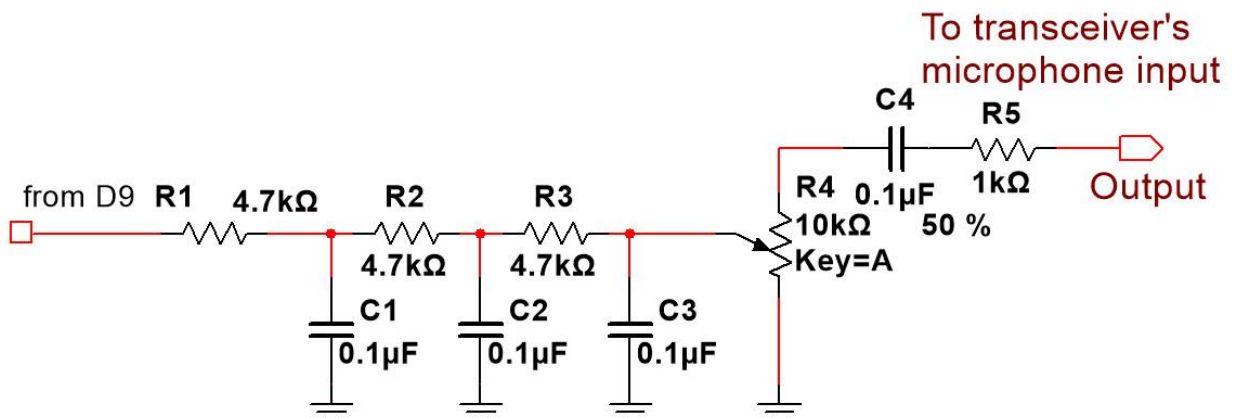 To transceiver's
microphone input
C4
R5
from D9
R1
4.7kΩ
R2
R3
R4
0.1µF
1kΩ
Output
10kΩ
50 %
4.7kΩ
4.7kΩ
Key=A
C1
C2
C3
0.1µF
0.1µF
0.1µF